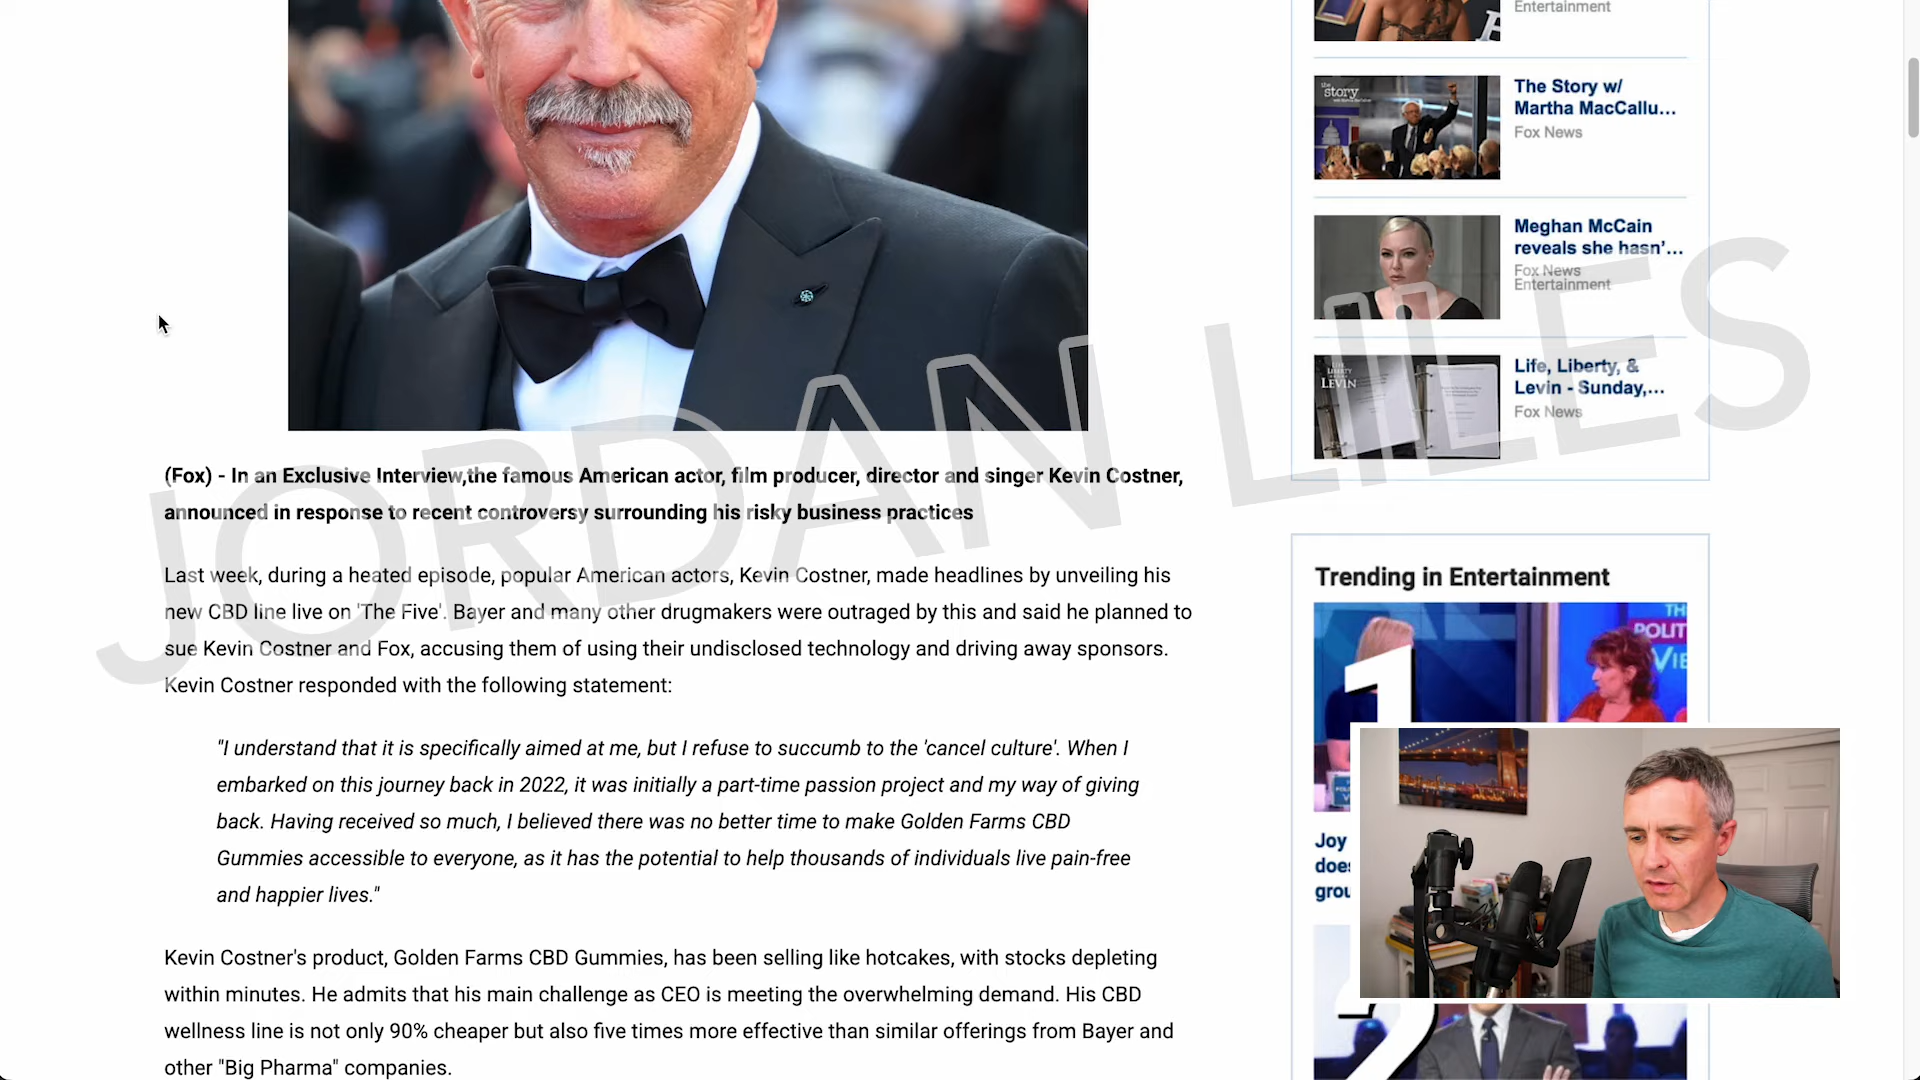 (Fox) - In an Exclusive Interview,the famous American actor, film producer, director and singer Kevin Costner,
announced in response to recent controversy surrounding his risky business practices
Last week, during a heated episode, popular American actors, Kevin Costner, made headlines by unveiling his
new CBD line live on 'The Five'. Bayer and many other drugmakers were outraged by this and said he planned to
sue Kevin Costner and Fox, accusing them of using their undisclosed technology and driving away sponsors.
Kevin Costner responded with the following statement:
"I understand that it is specifically aimed at me, but I refuse to succumb to the 'cancel culture'. When I
embarked on this journey back in 2022, it was initially a part-time passion project and my way of giving
back. Having received so much, I believed there was no better time to make Golden Farms CBD
Gummies accessible to everyone, as it has the potential to help thousands of individuals live pain-free
and happier lives."
Kevin Costner's product, Golden Farms CBD Gummies, has been selling like hotcakes, with stocks depleting
within minutes. He admits that his main challenge as CEO is meeting the overwhelming demand. His CBD
wellness line is not only 90% cheaper but also five times more effective than similar offerings from Bayer and
other "Big Pharma" companies.
JORDAN LILES
Entertainment
the story
The Story w/
Martha MacCallu...
Fox News
Meghan McCain
reveals she hasn'...
Fox News
Entertainment
LIFE
LIBERTY
LEVIN
Life, Liberty, &
Levin - Sunday,...
Fox News
Trending in Entertainment
TH
POLIT
VIE
1
Joy
does
grou
2